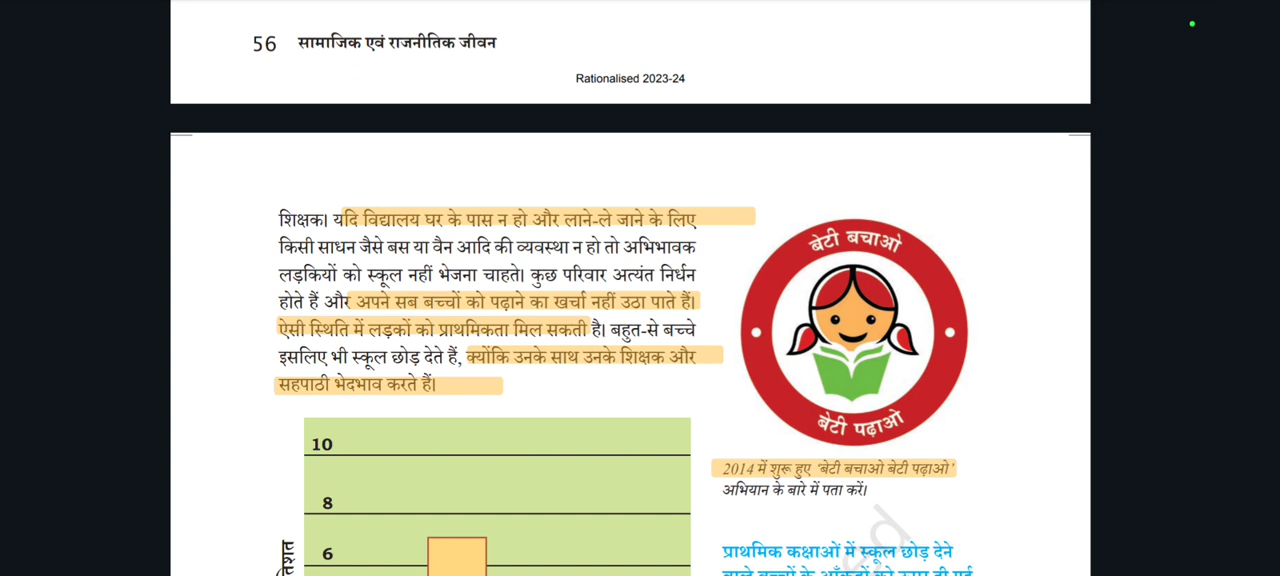 56 सामाजिक एवं राजनीतिक जीवन
Rationalised 2023-24
शिक्षक। यदि विद्यालय घर के पास न हो और लाने-ले जाने के लिए
किसी साधन जैसे बस या वैन आदि की व्यवस्था न हो तो अभिभावक
लड़कियों को स्कूल नहीं भेजना चाहते। कुछ परिवार अत्यंत निर्धन
होते हैं और अपने सब बच्चों को पढ़ाने का खर्चा नहीं उठा पाते हैं।
ऐसी स्थिति में लड़कों को प्राथमिकता मिल सकती है। बहुत-से बच्चे
इसलिए भी स्कूल छोड़ देते हैं, क्योंकि उनके साथ उनके शिक्षक और
सहपाठी भेदभाव करते हैं।
बेटी बचाओ
बेटी पढ़ाओ
2014 में शुरू हुए ‘बेटी बचाओ बेटी पढ़ाओ’
अभियान के बारे में पता करें।
10
8
6
प्राथमिक कक्षाओं में स्कूल छोड़ देने